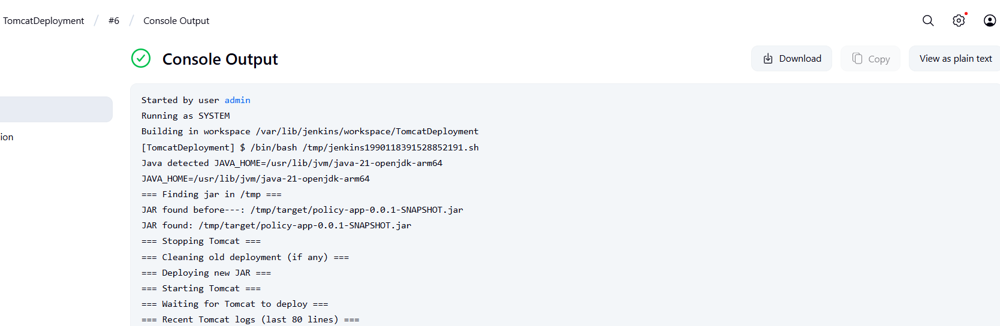 TomcatDeployment / #6 / Console Output
Console Output
Download
Copy
View as plain text
ion
Started by user admin
Running as SYSTEM
Building in workspace /var/lib/jenkins/workspace/TomcatDeployment
[TomcatDeployment] $ /bin/bash /tmp/jenkins1990118391528852191.sh
Java detected JAVA_HOME=/usr/lib/jvm/java-21-openjdk-arm64
JAVA_HOME=/usr/lib/jvm/java-21-openjdk-arm64
=== Finding jar in /tmp ===
JAR found before---: /tmp/target/policy-app-0.0.1-SNAPSHOT.jar
JAR found: /tmp/target/policy-app-0.0.1-SNAPSHOT.jar
=== Stopping Tomcat ===
=== Cleaning old deployment (if any) ===
=== Deploying new JAR ===
=== Starting Tomcat ===
=== Waiting for Tomcat to deploy ===
=== Recent Tomcat logs (last 80 lines) ===